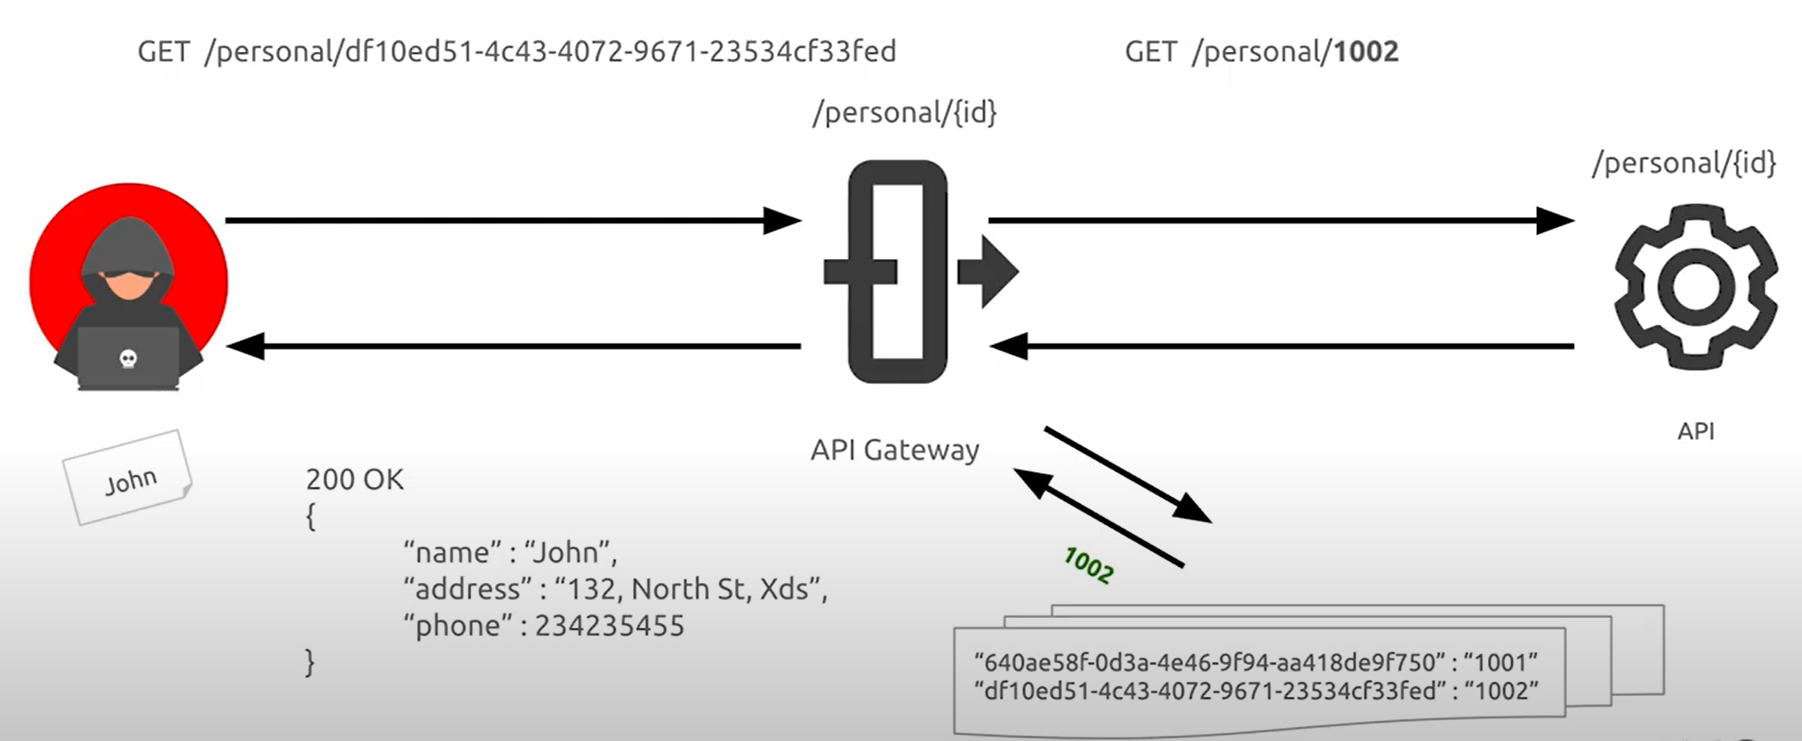 GET /personal/df10ed51-4c43-4072-9671-23534cf33fed
GET /personal/1002
/personal/{id}
/personal/{id}
API Gateway
API
John
200 OK
{
“name” : “John”,
“address” : “132, North St, Xds”,
“phone” : 234235455
}
1002
“640ae58f-0d3a-4e46-9f94-aa418de9f750” : “1001”
“df10ed51-4c43-4072-9671-23534cf33fed” : “1002”